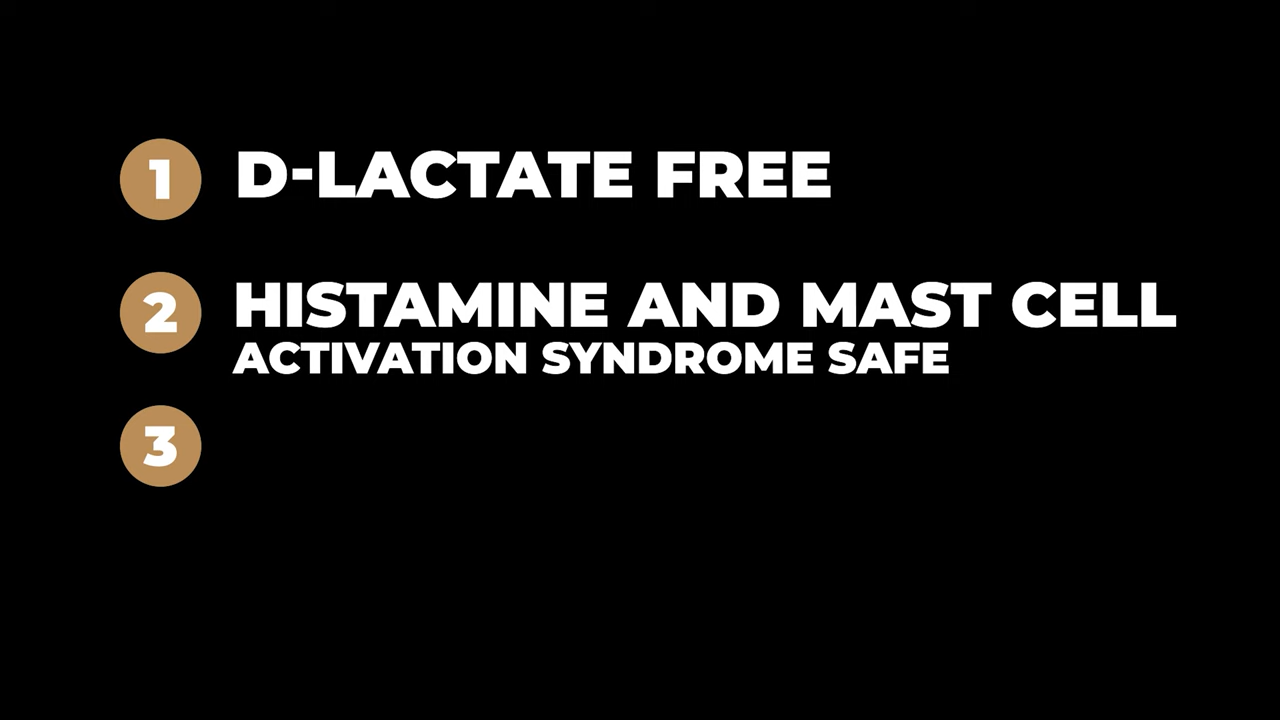 1 D-LACTATE FREE
2 HISTAMINE AND MAST CELL
ACTIVATION SYNDROME SAFE
3